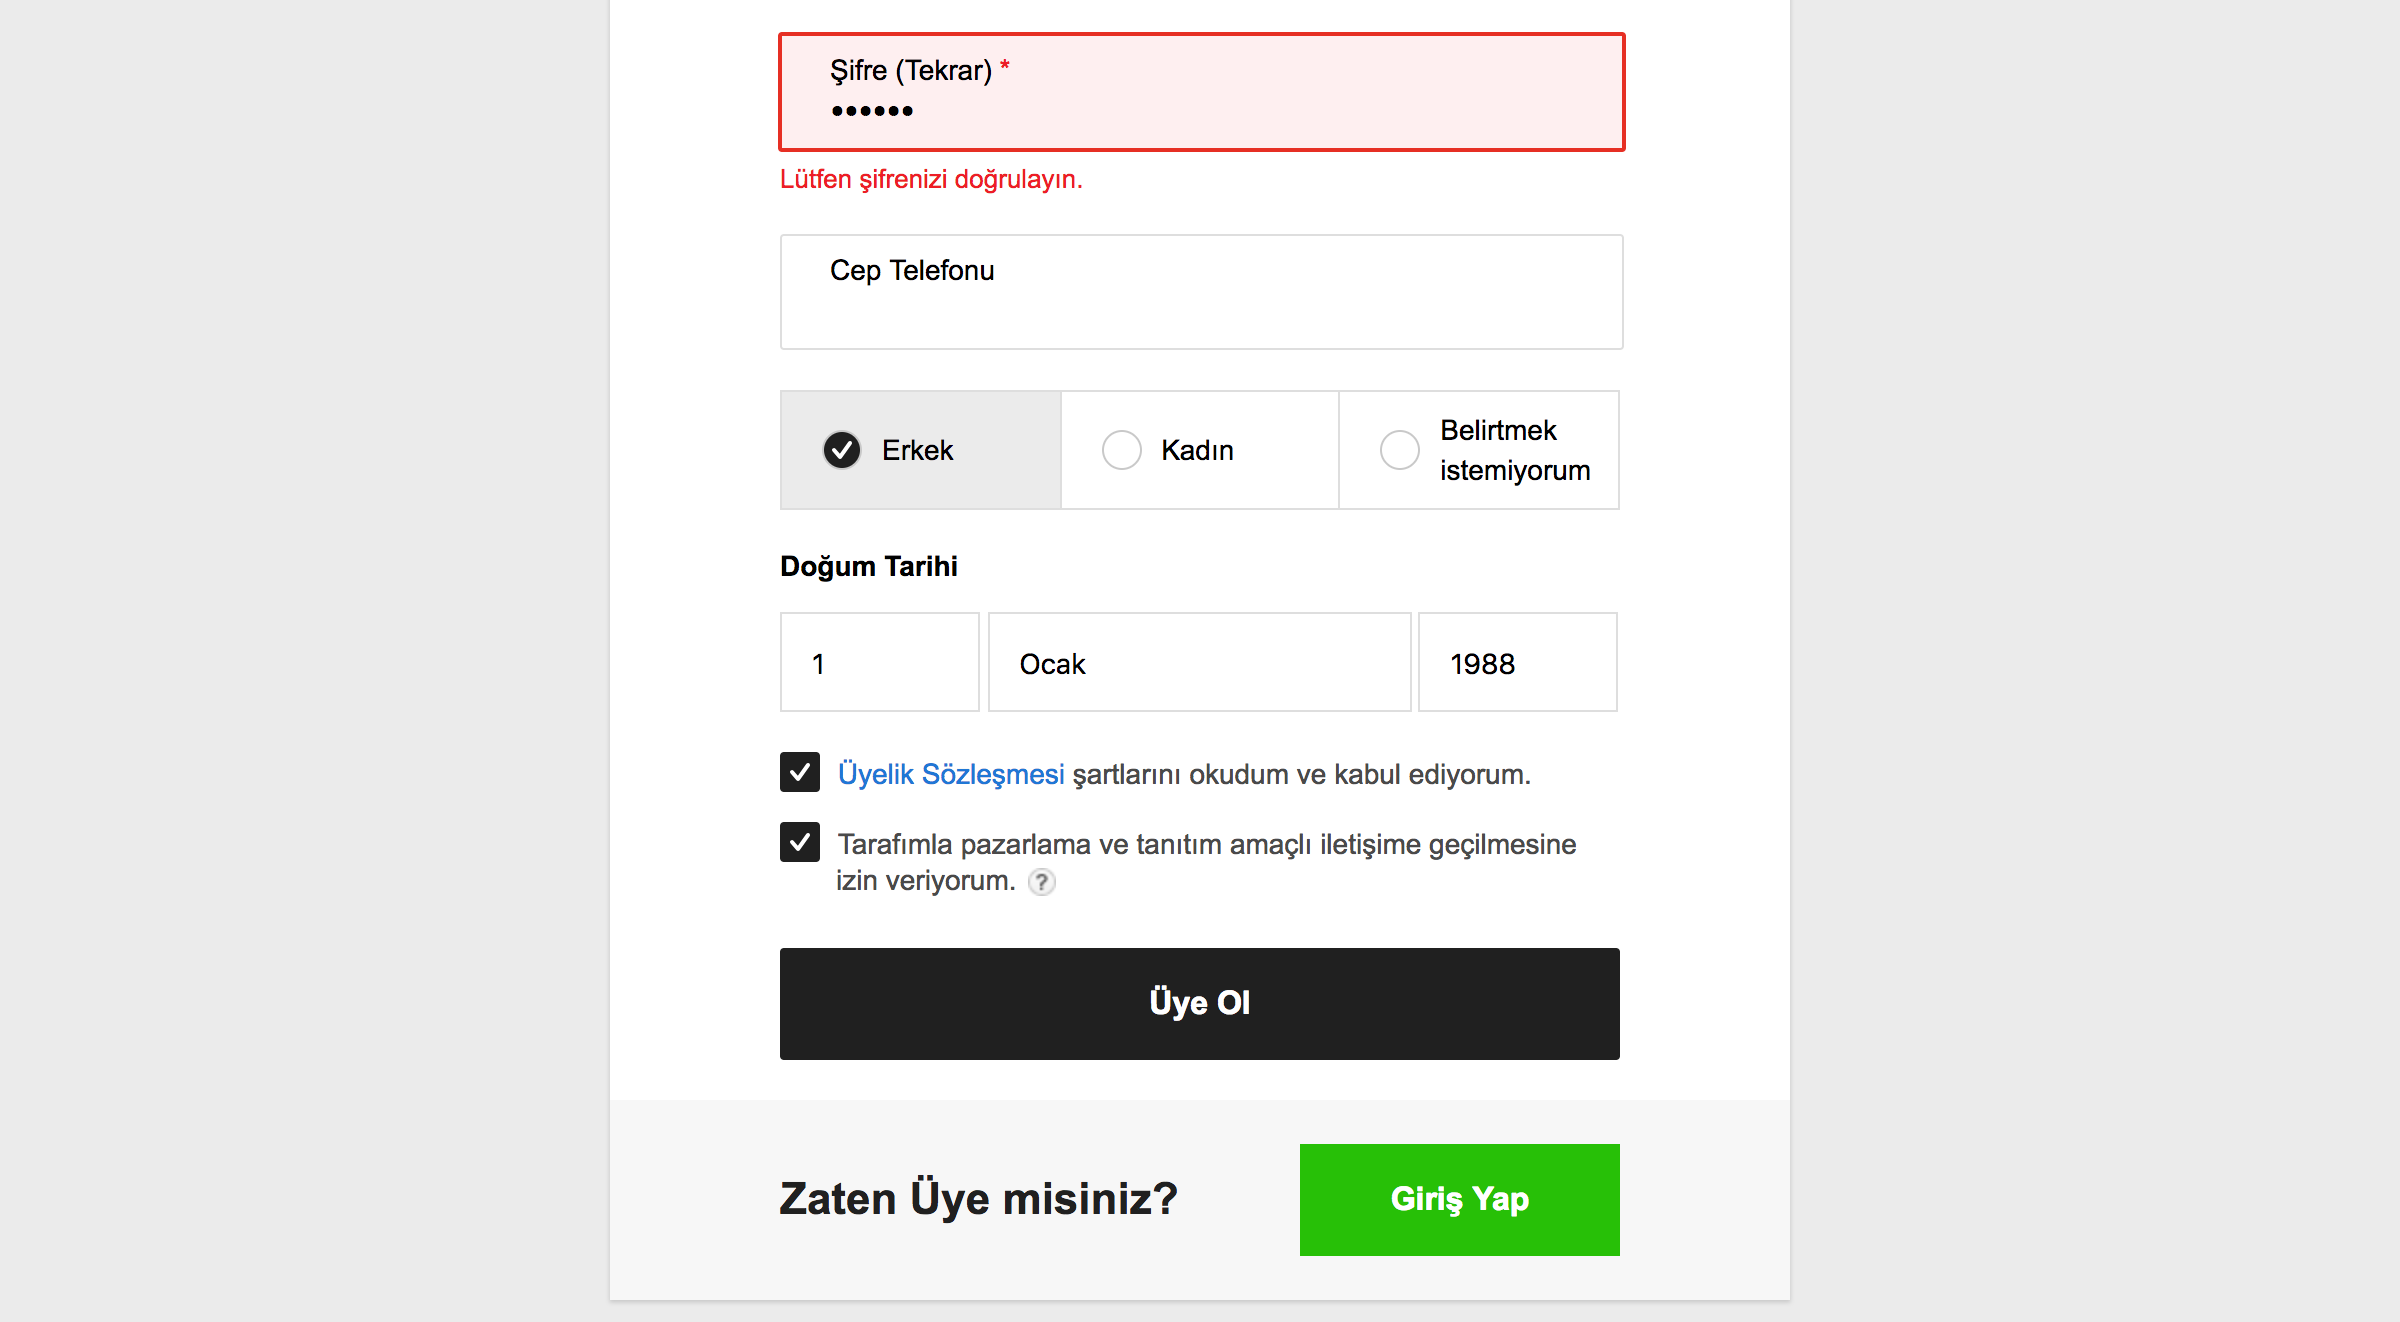 Şifre (Tekrar) *
••••••
Lütfen şifrenizi doğrulayın.
Cep Telefonu
Erkek
Kadın
Belirtmek
istemiyorum
Doğum Tarihi
1
Ocak
1988
Üyelik Sözleşmesi şartlarını okudum ve kabul ediyorum.
Tarafımla pazarlama ve tanıtım amaçlı iletişime geçilmesine
izin veriyorum. ?
Üye Ol
Zaten Üye misiniz?
Giriş Yap